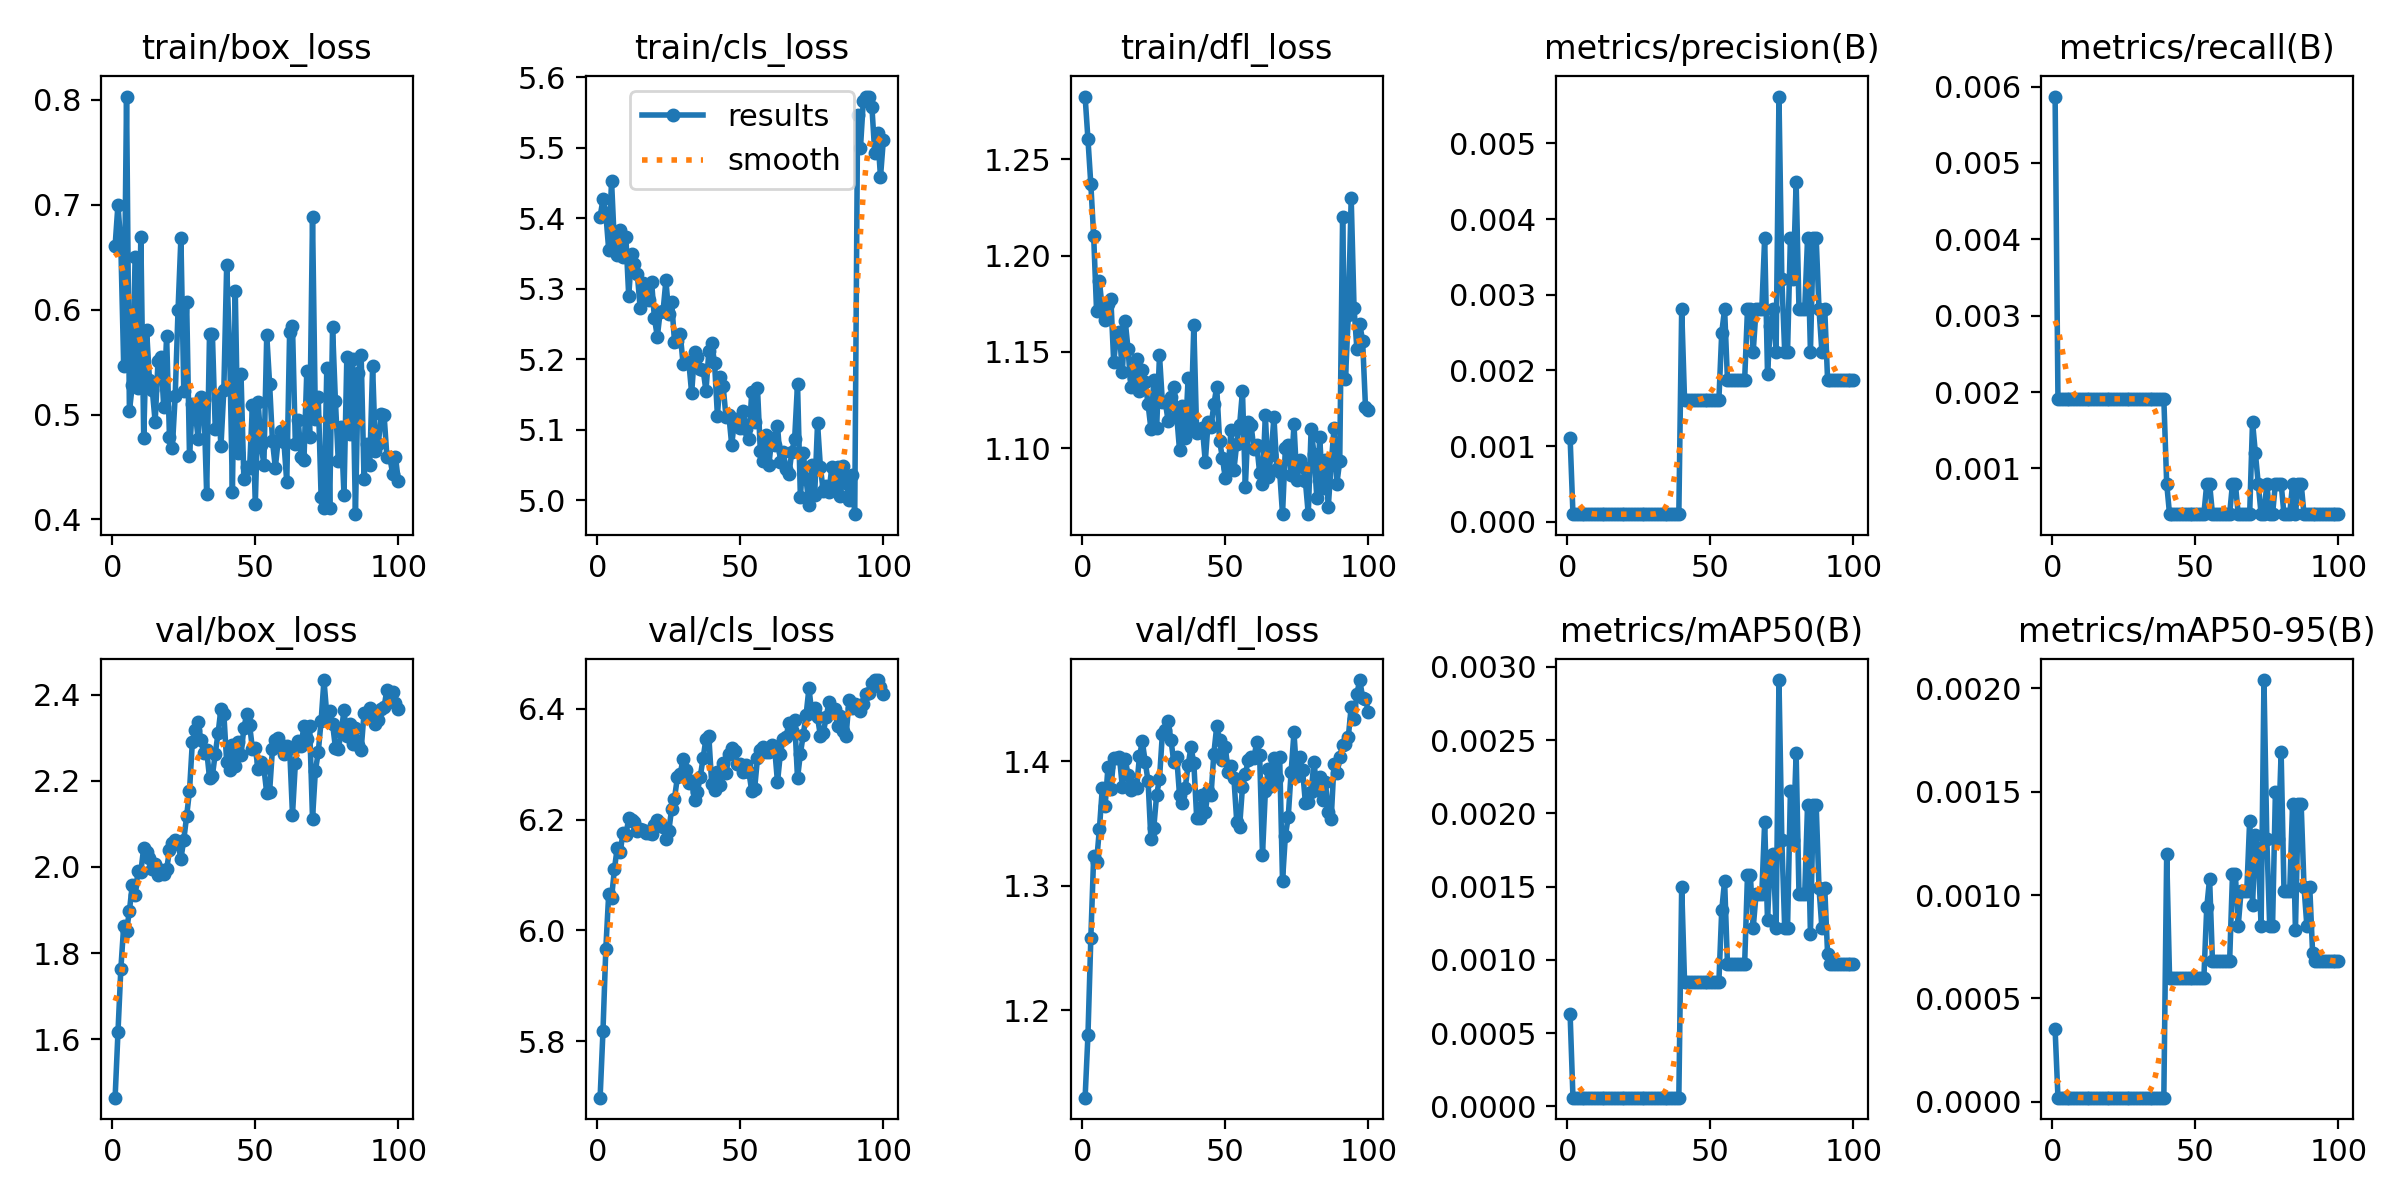 train/box_loss
0.8
0.7
0.6
0.5
0.4
0 50 100
train/cls_loss
results
smooth
5.6
5.5
5.4
5.3
5.2
5.1
5.0
0 50 100
train/dfl_loss
1.25
1.20
1.15
1.10
0 50 100
metrics/precision(B)
0.005
0.004
0.003
0.002
0.001
0.000
0 50 100
metrics/recall(B)
0.006
0.005
0.004
0.003
0.002
0.001
0 50 100
val/box_loss
2.4
2.2
2.0
1.8
1.6
0 50 100
val/cls_loss
6.4
6.2
6.0
5.8
0 50 100
val/dfl_loss
1.4
1.3
1.2
0 50 100
metrics/mAP50(B)
0.0030
0.0025
0.0020
0.0015
0.0010
0.0005
0.0000
0 50 100
metrics/mAP50-95(B)
0.0020
0.0015
0.0010
0.0005
0.0000
0 50 100